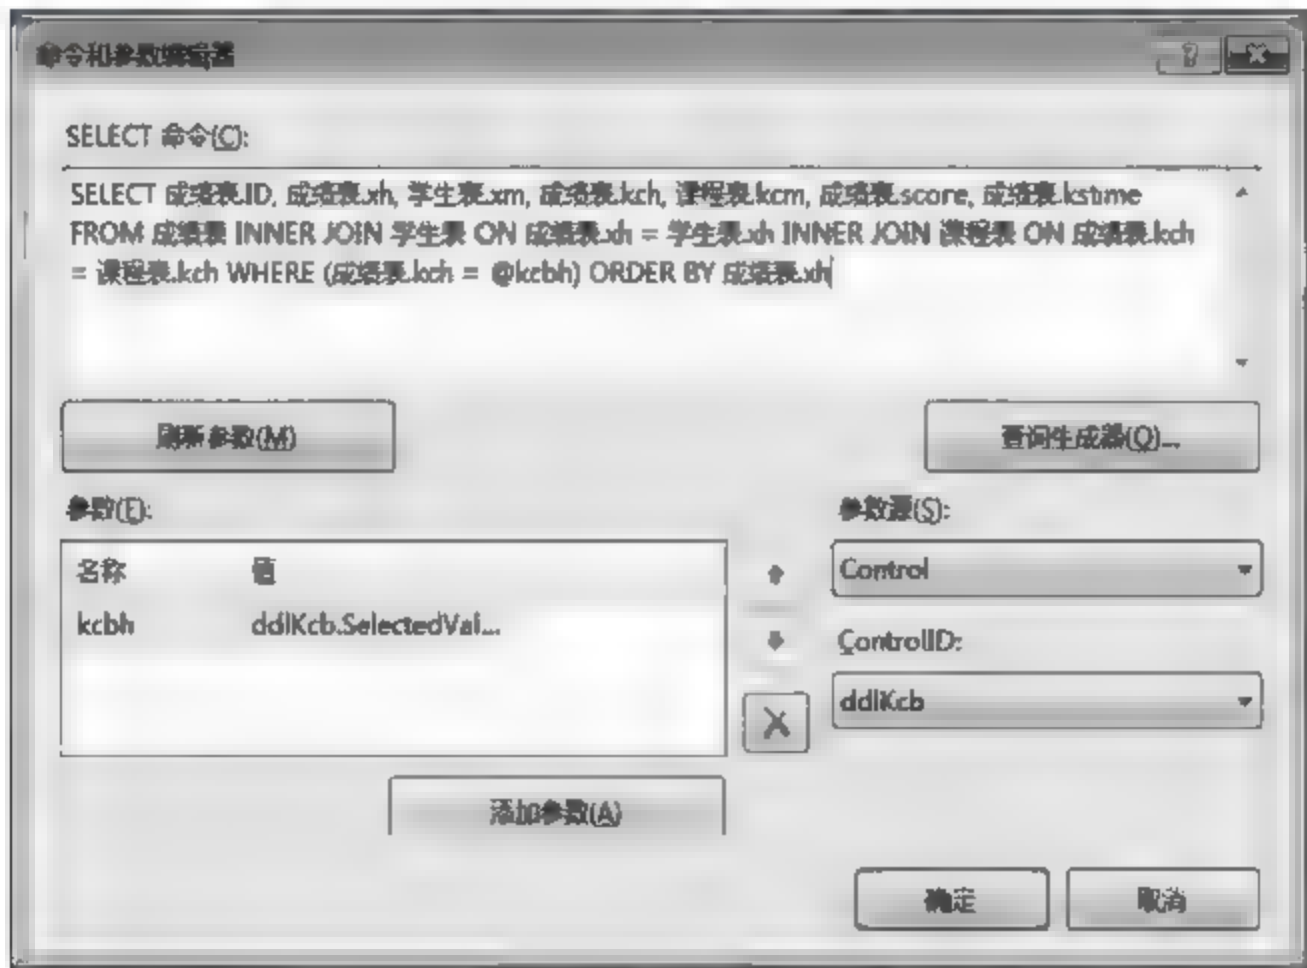 命令和参数编辑器
SELECT 命令(C):
SELECT 成绩表.ID, 成绩表.xh, 学生表.xm, 成绩表.kch, 课程表.kcm, 成绩表.score, 成绩表.kstime
FROM 成绩表 INNER JOIN 学生表 ON 成绩表.xh = 学生表.xh INNER JOIN 课程表 ON 成绩表.kch
= 课程表.kch WHERE (成绩表.kch = @kcbh) ORDER BY 成绩表.xh
刷新参数(M)
查询生成器(Q)...
参数(E):
参数源(S):
名称 值
Control
kcbh ddlKcb.SelectedVal...
ControlID:
ddlKcb
添加参数(A)
确定
取消